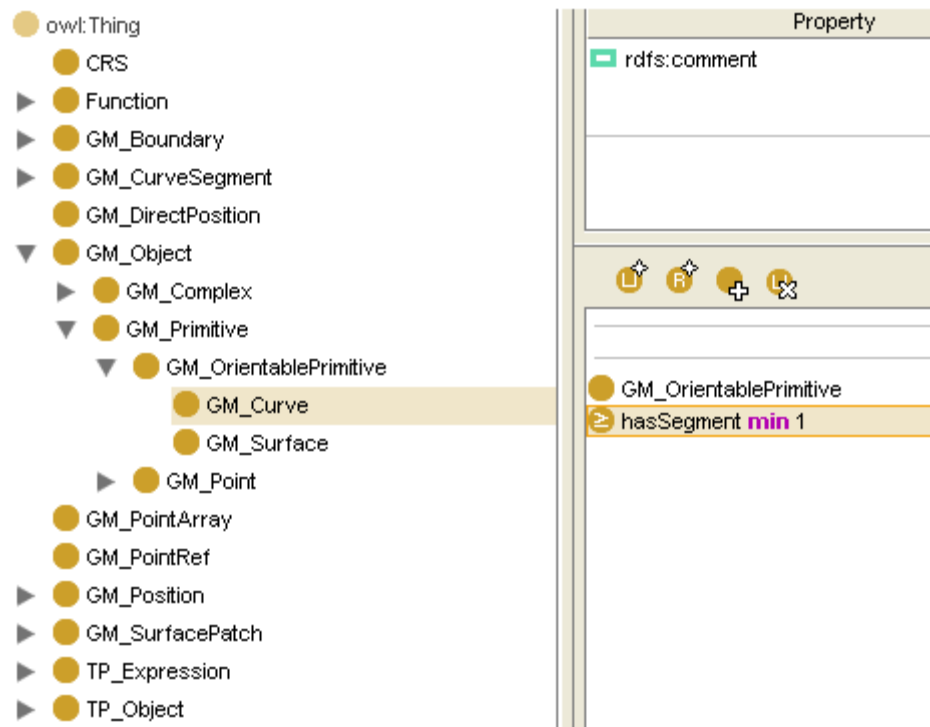 owl:Thing
CRS
Function
GM_Boundary
GM_CurveSegment
GM_DirectPosition
GM_Object
GM_Complex
GM_Primitive
GM_OrientablePrimitive
GM_Curve
GM_Surface
GM_Point
GM_PointArray
GM_PointRef
GM_Position
GM_SurfacePatch
TP_Expression
TP_Object
Property
rdfs:comment
R
GM_OrientablePrimitive
≥ hasSegment min 1